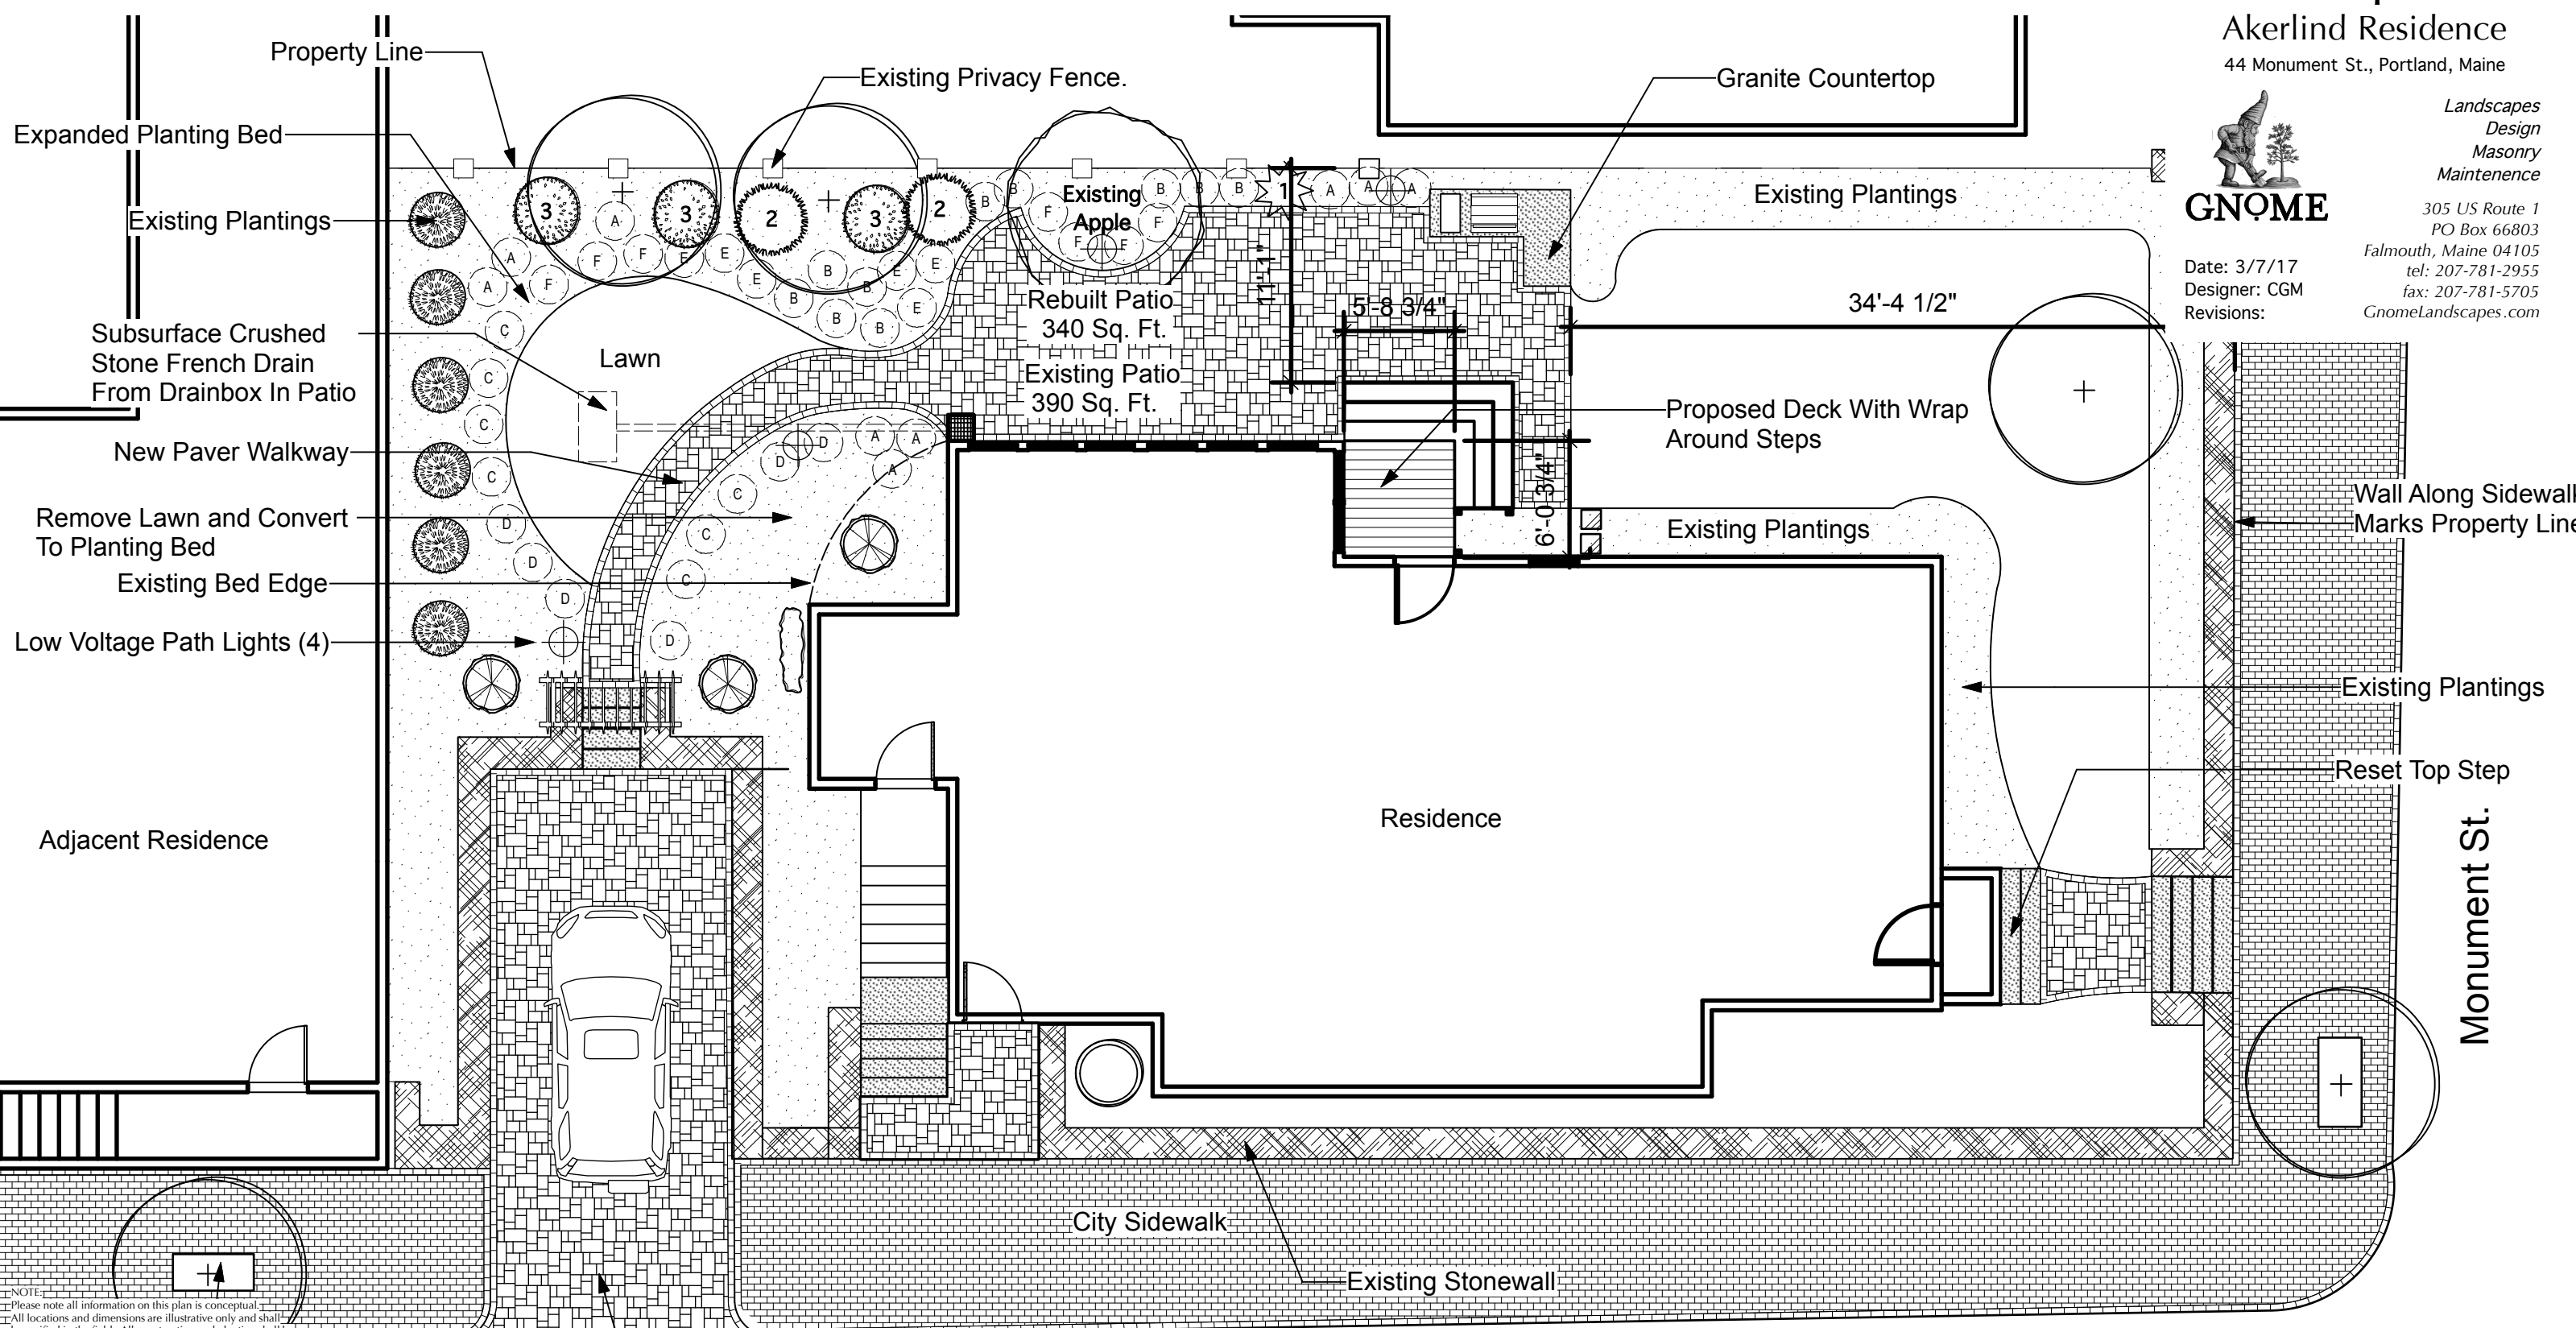 Akerlind Residence
44 Monument St., Portland, Maine
Landscapes
Design
Masonry
Maintenence
GNOME
305 US Route 1
PO Box 66803
Falmouth, Maine 04105
tel: 207-781-2955
fax: 207-781-5705
GnomeLandscapes.com
Date: 3/7/17
Designer: CGM
Revisions:
Property Line
Existing Privacy Fence.
Granite Countertop
Expanded Planting Bed
Existing Plantings
Existing Plantings
3
3
2
3
2
1
Existing
Apple
B
B
B
B
B
A
A
A
A
F
F
F
F
A
F
F
F
E
E
B
E
E
B
B
E
B
B
A
F
C
C
C
C
D
D
D
D
D
A
A
A
C
C
C
D
Subsurface Crushed
Stone French Drain
From Drainbox In Patio
Lawn
Rebuilt Patio
340 Sq. Ft.
Existing Patio
390 Sq. Ft.
11'-1"
5'-8 3/4"
34'-4 1/2"
6'-0 3/4"
New Paver Walkway
Proposed Deck With Wrap
Around Steps
Remove Lawn and Convert
To Planting Bed
Existing Plantings
Wall Along Sidewalk
Marks Property Line
Existing Bed Edge
Low Voltage Path Lights (4)
Existing Plantings
Reset Top Step
Adjacent Residence
Residence
Monument St.
City Sidewalk
Existing Stonewall
NOTE:
Please note all information on this plan is conceptual.
All locations and dimensions are illustrative only and shall